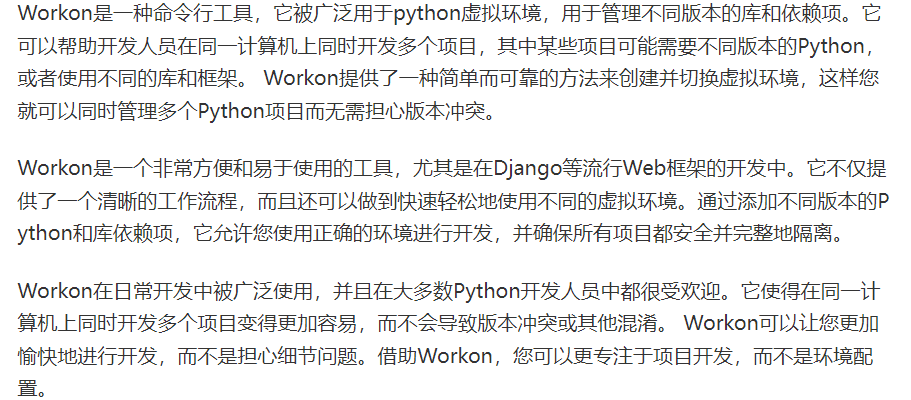 Workon是一种命令行工具，它被广泛用于python虚拟环境，用于管理不同版本的库和依赖项。它
可以帮助开发人员在同一计算机上同时开发多个项目，其中某些项目可能需要不同版本的Python，
或者使用不同的库和框架。 Workon提供了一种简单而可靠的方法来创建并切换虚拟环境，这样您
就可以同时管理多个Python项目而无需担心版本冲突。
Workon是一个非常方便和易于使用的工具，尤其是在Django等流行Web框架的开发中。它不仅提
供了一个清晰的工作流程，而且还可以做到快速轻松地使用不同的虚拟环境。通过添加不同版本的P
ython和库依赖项，它允许您使用正确的环境进行开发，并确保所有项目都安全并完整地隔离。
Workon在日常开发中被广泛使用，并且在大多数Python开发人员中都很受欢迎。它使得在同一计
算机上同时开发多个项目变得更加容易，而不会导致版本冲突或其他混淆。 Workon可以让您更加
愉快地进行开发，而不是担心细节问题。借助Workon，您可以更专注于项目开发，而不是环境配
置。